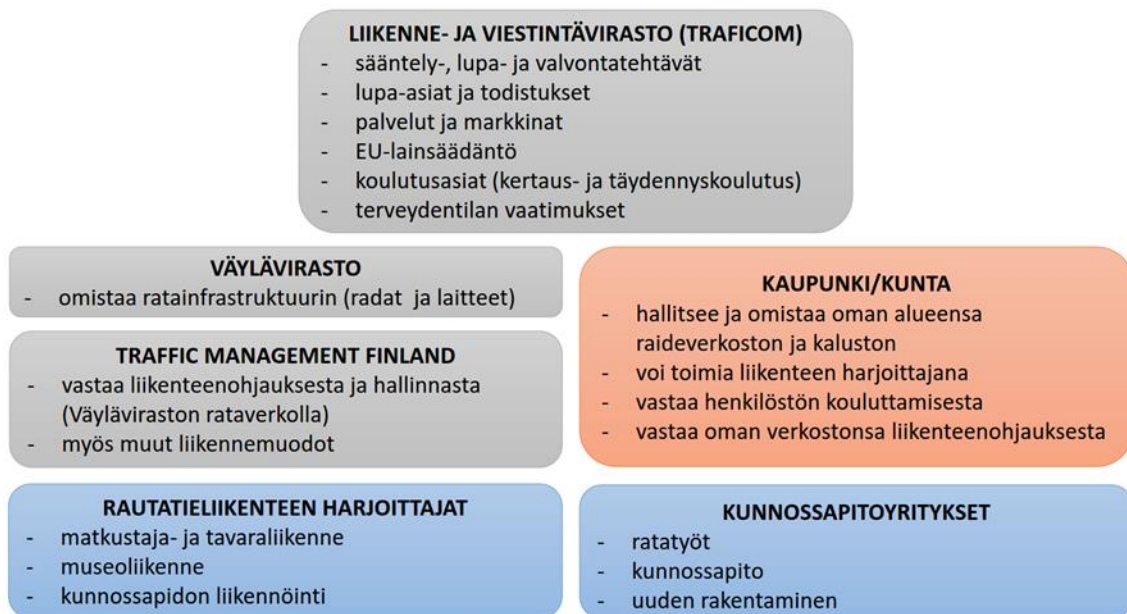 LIIKENNE- JA VIESTINTÄVIRASTO (TRAFICOM)
- sääntely-, lupa- ja valvontatehtävät
- lupa-asiat ja todistukset
- palvelut ja markkinat
- EU-lainsäädäntö
- koulutusasiat (kertaus- ja täydennyskoulutus)
- terveydentilan vaatimukset
VÄYLÄVIRASTO
- omistaa ratainfrastruktuurin (radat ja laitteet)
TRAFFIC MANAGEMENT FINLAND
- vastaa liikenteenohjauksesta ja hallinnasta
(Väyläviraston rataverkolla)
- myös muut liikennemuodot
KAUPUNKI/KUNTA
- hallitsee ja omistaa oman alueensa
raideverkoston ja kaluston
- voi toimia liikenteen harjoittajana
- vastaa henkilöstön kouluttamisesta
- vastaa oman verkostonsa liikenteenohjauksesta
RAUTATIELIIKENTEEN HARJOITTAJAT
- matkustaja- ja tavaraliikenne
- museoliikenne
- kunnossapidon liikennöinti
KUNNOSSAPITOYRITYKSET
- ratatyöt
- kunnossapito
- uuden rakentaminen